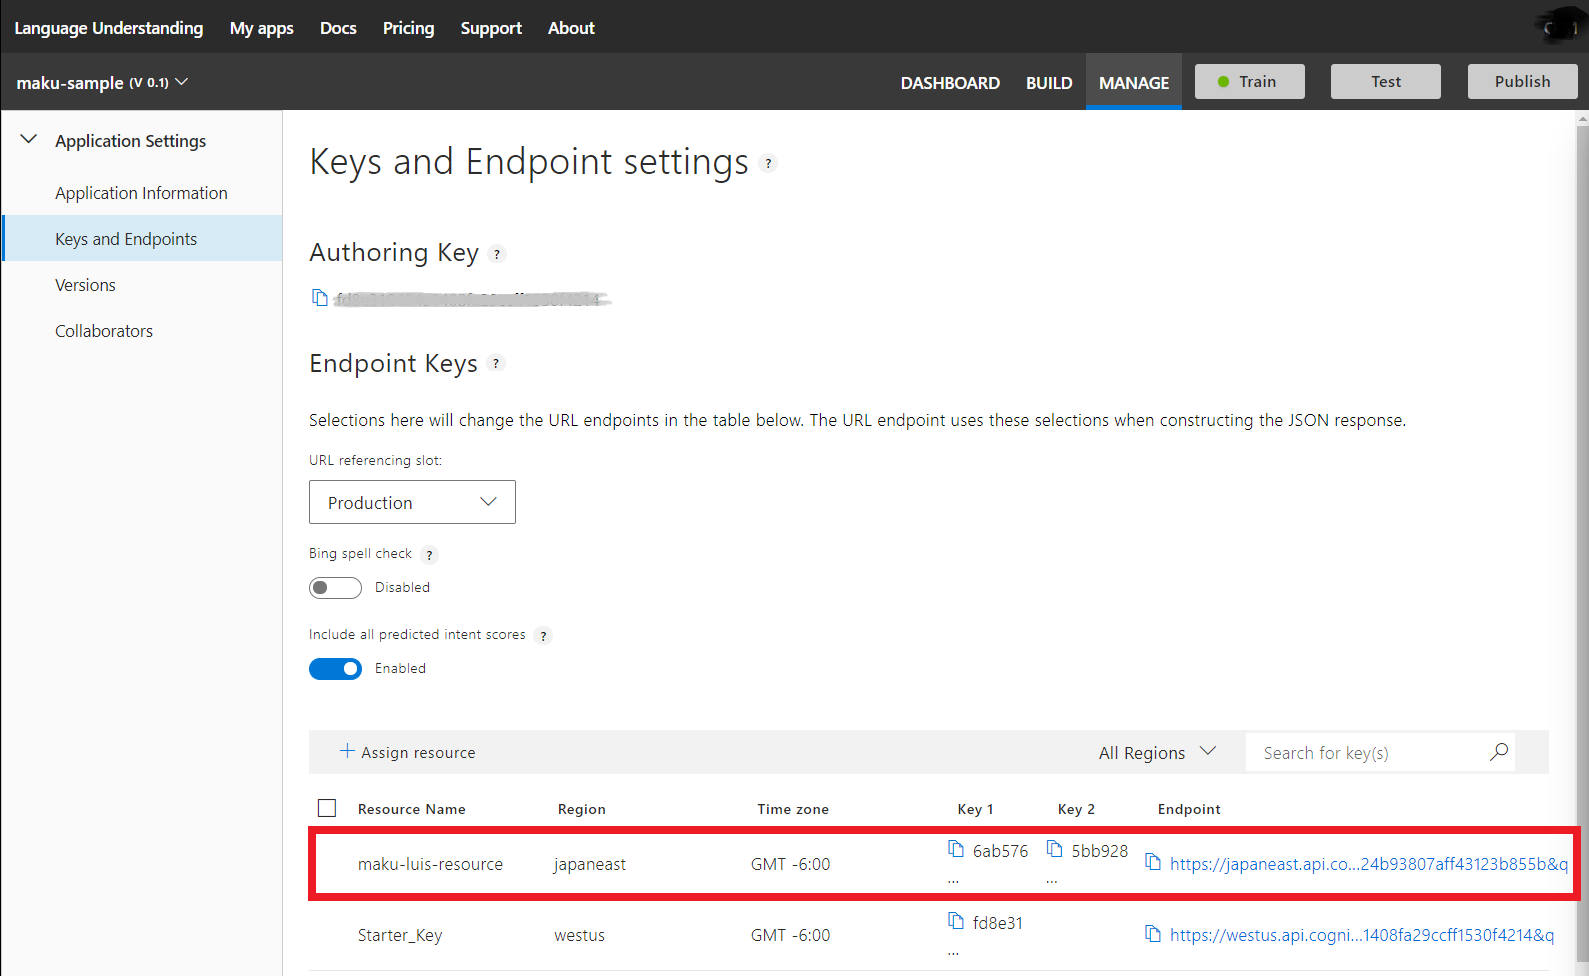 Language Understanding My apps Docs Pricing Support About
maku-sample (V 0.1) DASHBOARD BUILD MANAGE Train Test Publish
Application Settings
Application Information
Keys and Endpoints
Versions
Collaborators
Keys and Endpoint settings ?
Authoring Key ?
Endpoint Keys ?
Selections here will change the URL endpoints in the table below. The URL endpoint uses these selections when constructing the JSON response.
URL referencing slot:
Production
Bing spell check ?
Disabled
Include all predicted intent scores ?
Enabled
+ Assign resource All Regions Search for key(s)
Resource Name Region Time zone Key 1 Key 2 Endpoint
maku-luis-resource japaneast GMT -6:00 6ab576 ... 5bb928 ... https://japaneast.api.co...24b93807aff43123b855b&q
Starter_Key westus GMT -6:00 fd8e31 ... https://westus.api.cogni...1408fa29ccff1530f4214&q